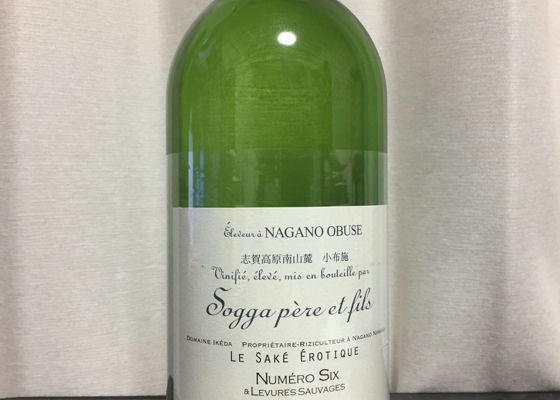 Éleveur à NAGANO OBUSE
志賀高原南山麓 小布施
Vinifié, élevé, mis en bouteille par
Sogga père et fils
DOMAINE IKÉDA PROPRIÉTAIRE-RIZICULTEUR À NAGANO
LE SAKÉ ÉROTIQUE
NUMÉRO SIX
& LEVURES SAUVAGES